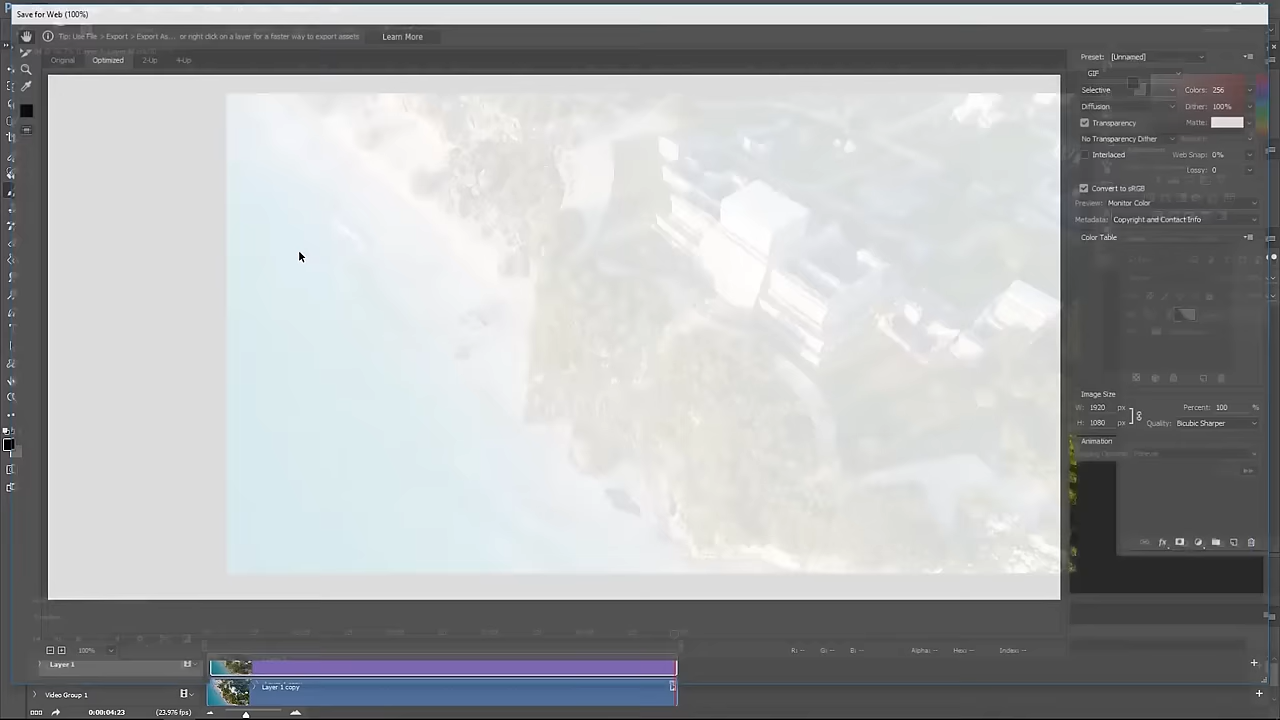 Save for Web (100%)
Tip: Use File > Export > Export As... or right click on a layer for a faster way to export assets
Learn More
Original
Optimized
2-Up
4-Up
Preset: [Unnamed]
GIF
Selective
Colors: 256
Diffusion
Dither: 100%
Transparency
Matte:
No Transparency Dither
Interlaced
Web Snap: 0%
Lossy: 0
Convert to sRGB
Preview: Monitor Color
Metadata: Copyright and Contact Info
Color Table
Image Size
W: 1920 px
Percent: 100 %
H: 1080 px
Quality: Bicubic Sharper
Animation
100%
R: --
G: --
B: --
Alpha: --
Hex: --
Index: --
Layer 1
Layer 1 copy
Video Group 1
0:00:04:23
(23.976 fps)